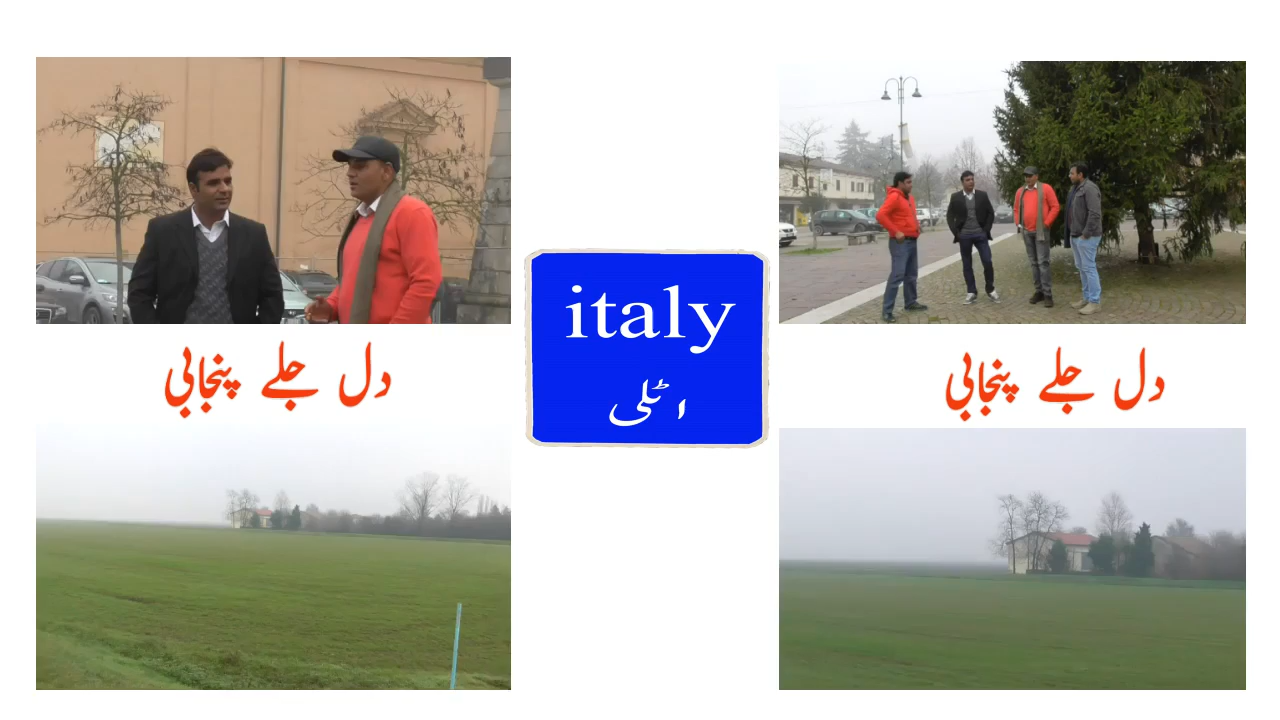 italy
اٹلی
دل جلے پنجابی
دل جلے پنجابی